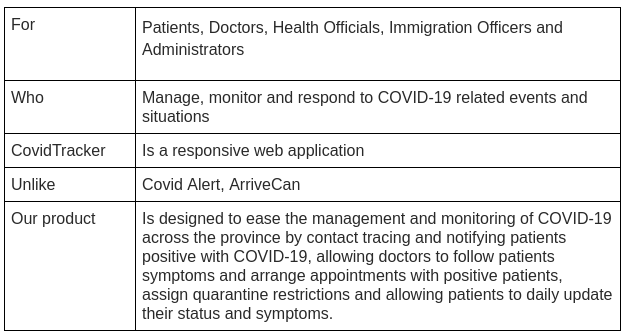 For
Patients, Doctors, Health Officials, Immigration Officers and
Administrators
Who
Manage, monitor and respond to COVID-19 related events and
situations
CovidTracker
Is a responsive web application
Unlike
Covid Alert, ArriveCan
Our product
Is designed to ease the management and monitoring of COVID-19
across the province by contact tracing and notifying patients
positive with COVID-19, allowing doctors to follow patients
symptoms and arrange appointments with positive patients,
assign quarantine restrictions and allowing patients to daily update
their status and symptoms.